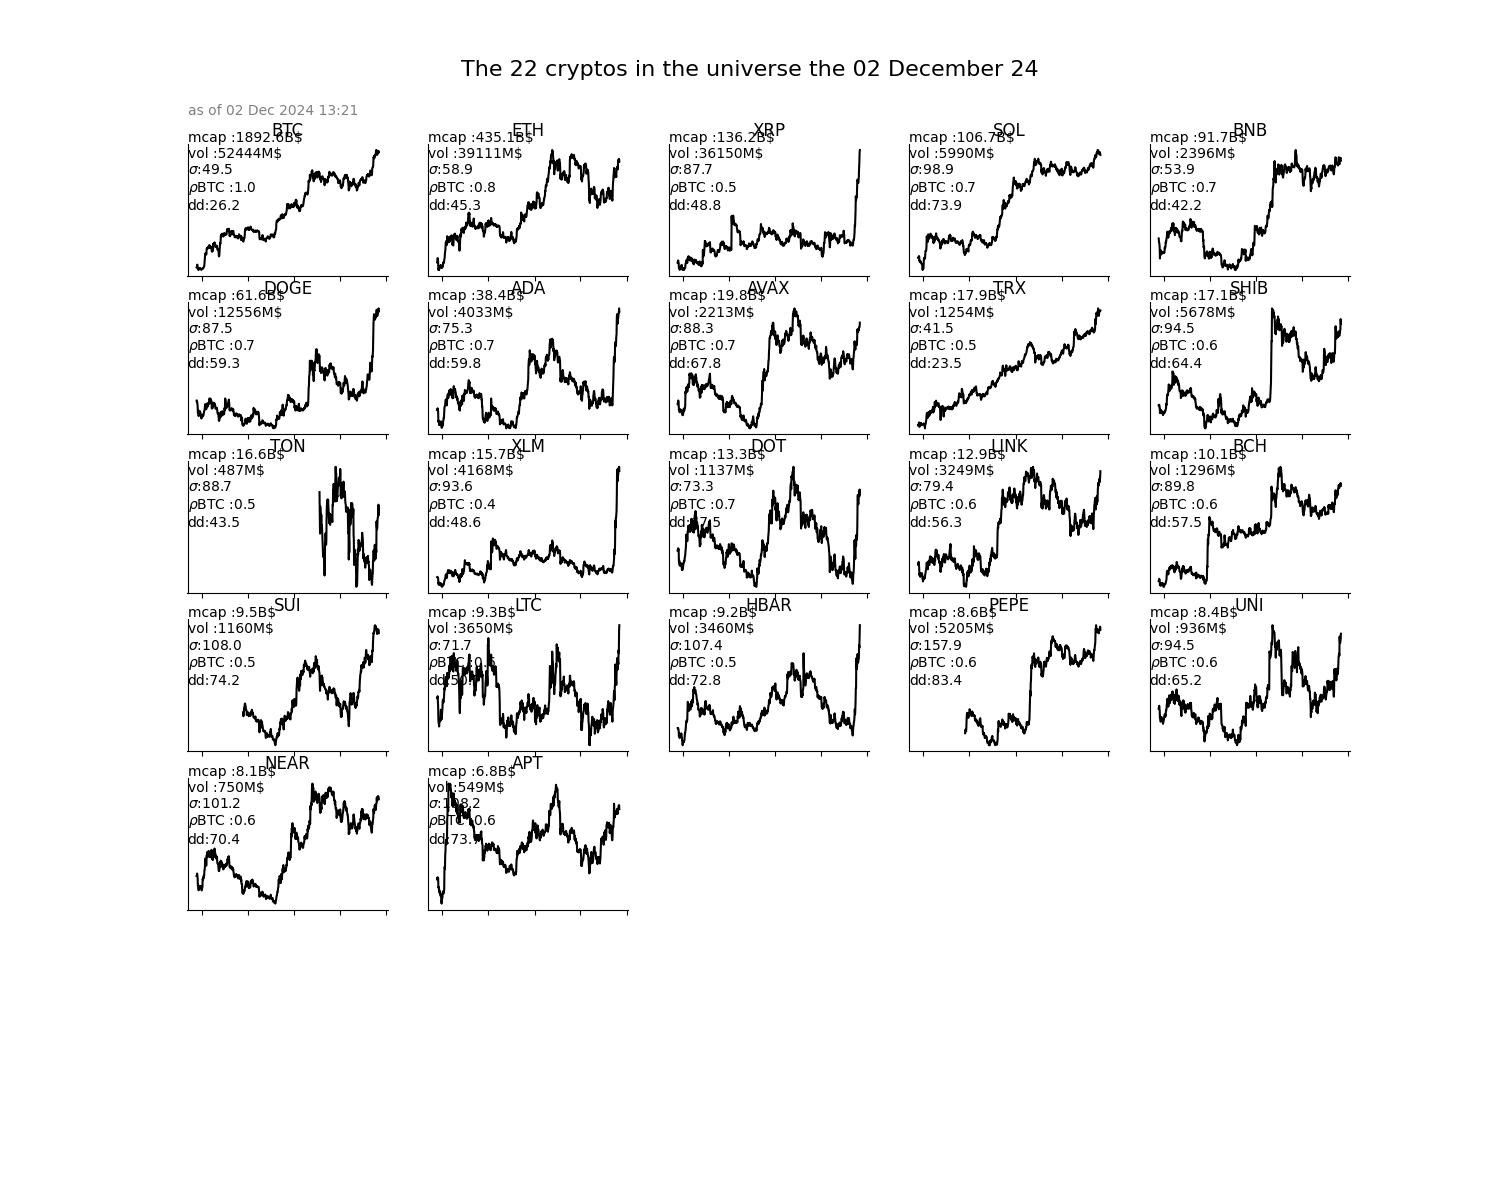 The 22 cryptos in the universe the 02 December 24
as of 02 Dec 2024 13:21
BTC
mcap :1892.6B$
vol :52444M$
σ:49.5
ρBTC :1.0
dd:26.2
ETH
mcap :435.1B$
vol :39111M$
σ:58.9
ρBTC :0.8
dd:45.3
XRP
mcap :136.2B$
vol :36150M$
σ:87.7
ρBTC :0.5
dd:48.8
SOL
mcap :106.7B$
vol :5990M$
σ:98.9
ρBTC :0.7
dd:73.9
BNB
mcap :91.7B$
vol :2396M$
σ:53.9
ρBTC :0.7
dd:42.2
DOGE
mcap :61.6B$
vol :12556M$
σ:87.5
ρBTC :0.7
dd:59.3
ADA
mcap :38.4B$
vol :4033M$
σ:75.3
ρBTC :0.7
dd:59.8
AVAX
mcap :19.8B$
vol :2213M$
σ:88.3
ρBTC :0.7
dd:67.8
TRX
mcap :17.9B$
vol :1254M$
σ:41.5
ρBTC :0.5
dd:23.5
SHIB
mcap :17.1B$
vol :5678M$
σ:94.5
ρBTC :0.6
dd:64.4
TON
mcap :16.6B$
vol :487M$
σ:88.7
ρBTC :0.5
dd:43.5
XLM
mcap :15.7B$
vol :4168M$
σ:93.6
ρBTC :0.4
dd:48.6
DOT
mcap :13.3B$
vol :1137M$
σ:73.3
ρBTC :0.7
LINK
mcap :12.9B$
vol :3249M$
σ:79.4
ρBTC :0.6
dd:56.3
BCH
mcap :10.1B$
vol :1296M$
σ:89.8
ρBTC :0.6
dd:57.5
SUI
mcap :9.5B$
vol :1160M$
σ:108.0
ρBTC :0.5
dd:74.2
LTC
mcap :9.3B$
vol :3650M$
σ:71.7
ρBTC :0.6
HBAR
mcap :9.2B$
vol :3460M$
σ:107.4
ρBTC :0.5
dd:72.8
PEPE
mcap :8.6B$
vol :5205M$
σ:157.9
ρBTC :0.6
dd:83.4
UNI
mcap :8.4B$
vol :936M$
σ:94.5
ρBTC :0.6
dd:65.2
NEAR
mcap :8.1B$
vol :750M$
σ:101.2
ρBTC :0.6
dd:70.4
APT
mcap :6.8B$
vol :549M$
σ:108.2
ρBTC :0.6